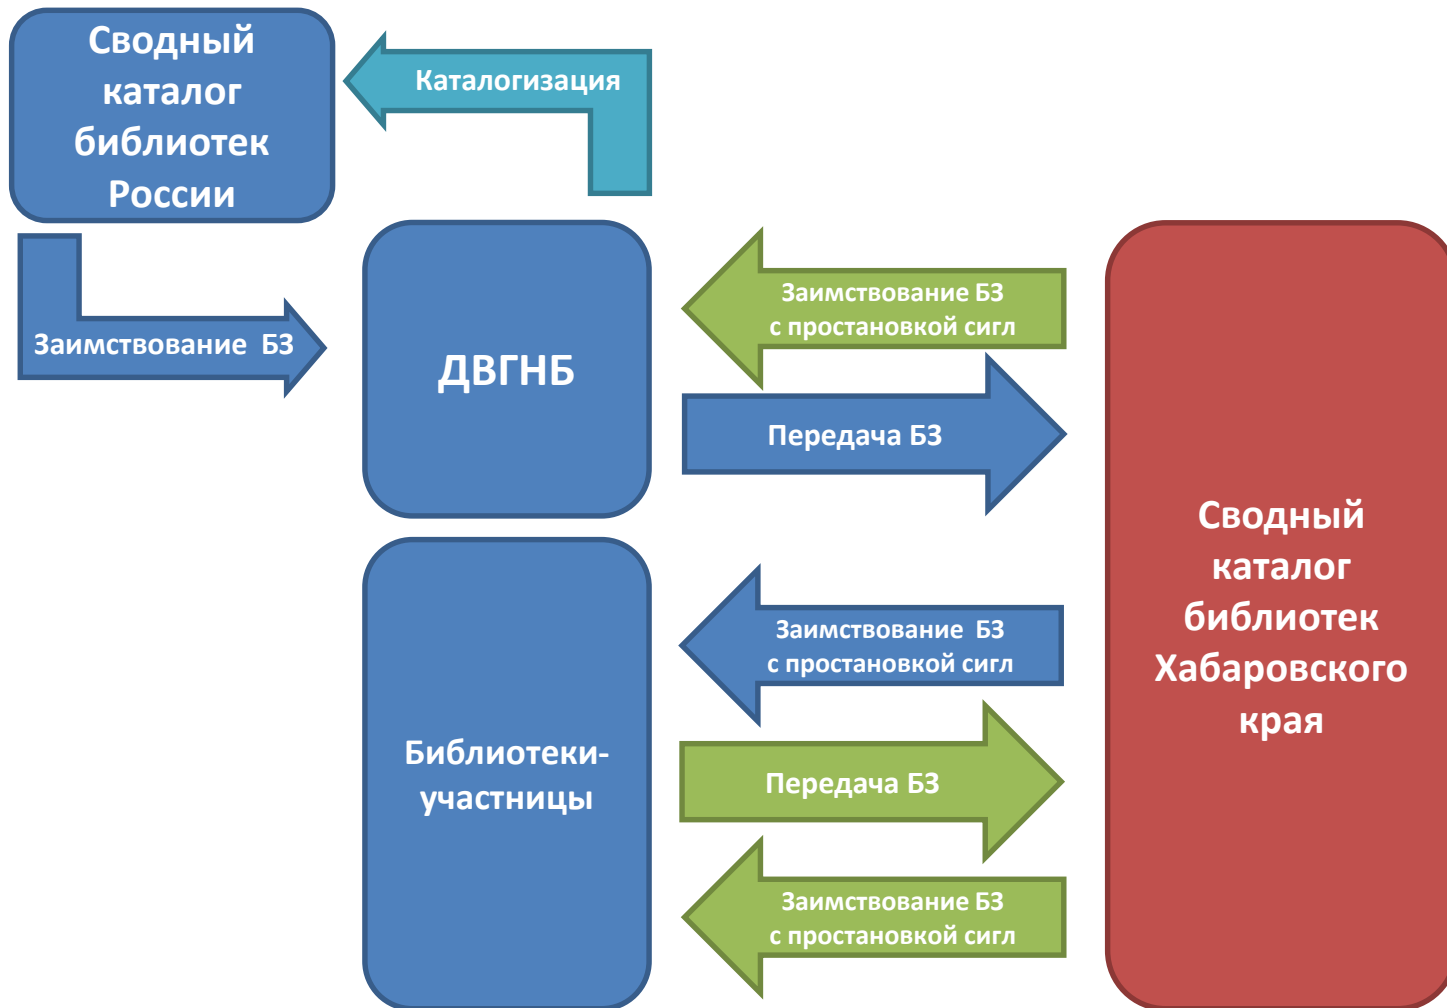 Сводный
каталог
библиотек
России
Каталогизация
Заимствование БЗ
ДВГНБ
Заимствование БЗ
с простановкой сигл
Передача БЗ
Заимствование БЗ
с простановкой сигл
Библиотеки-
участницы
Передача БЗ
Заимствование БЗ
с простановкой сигл
Сводный
каталог
библиотек
Хабаровского
края